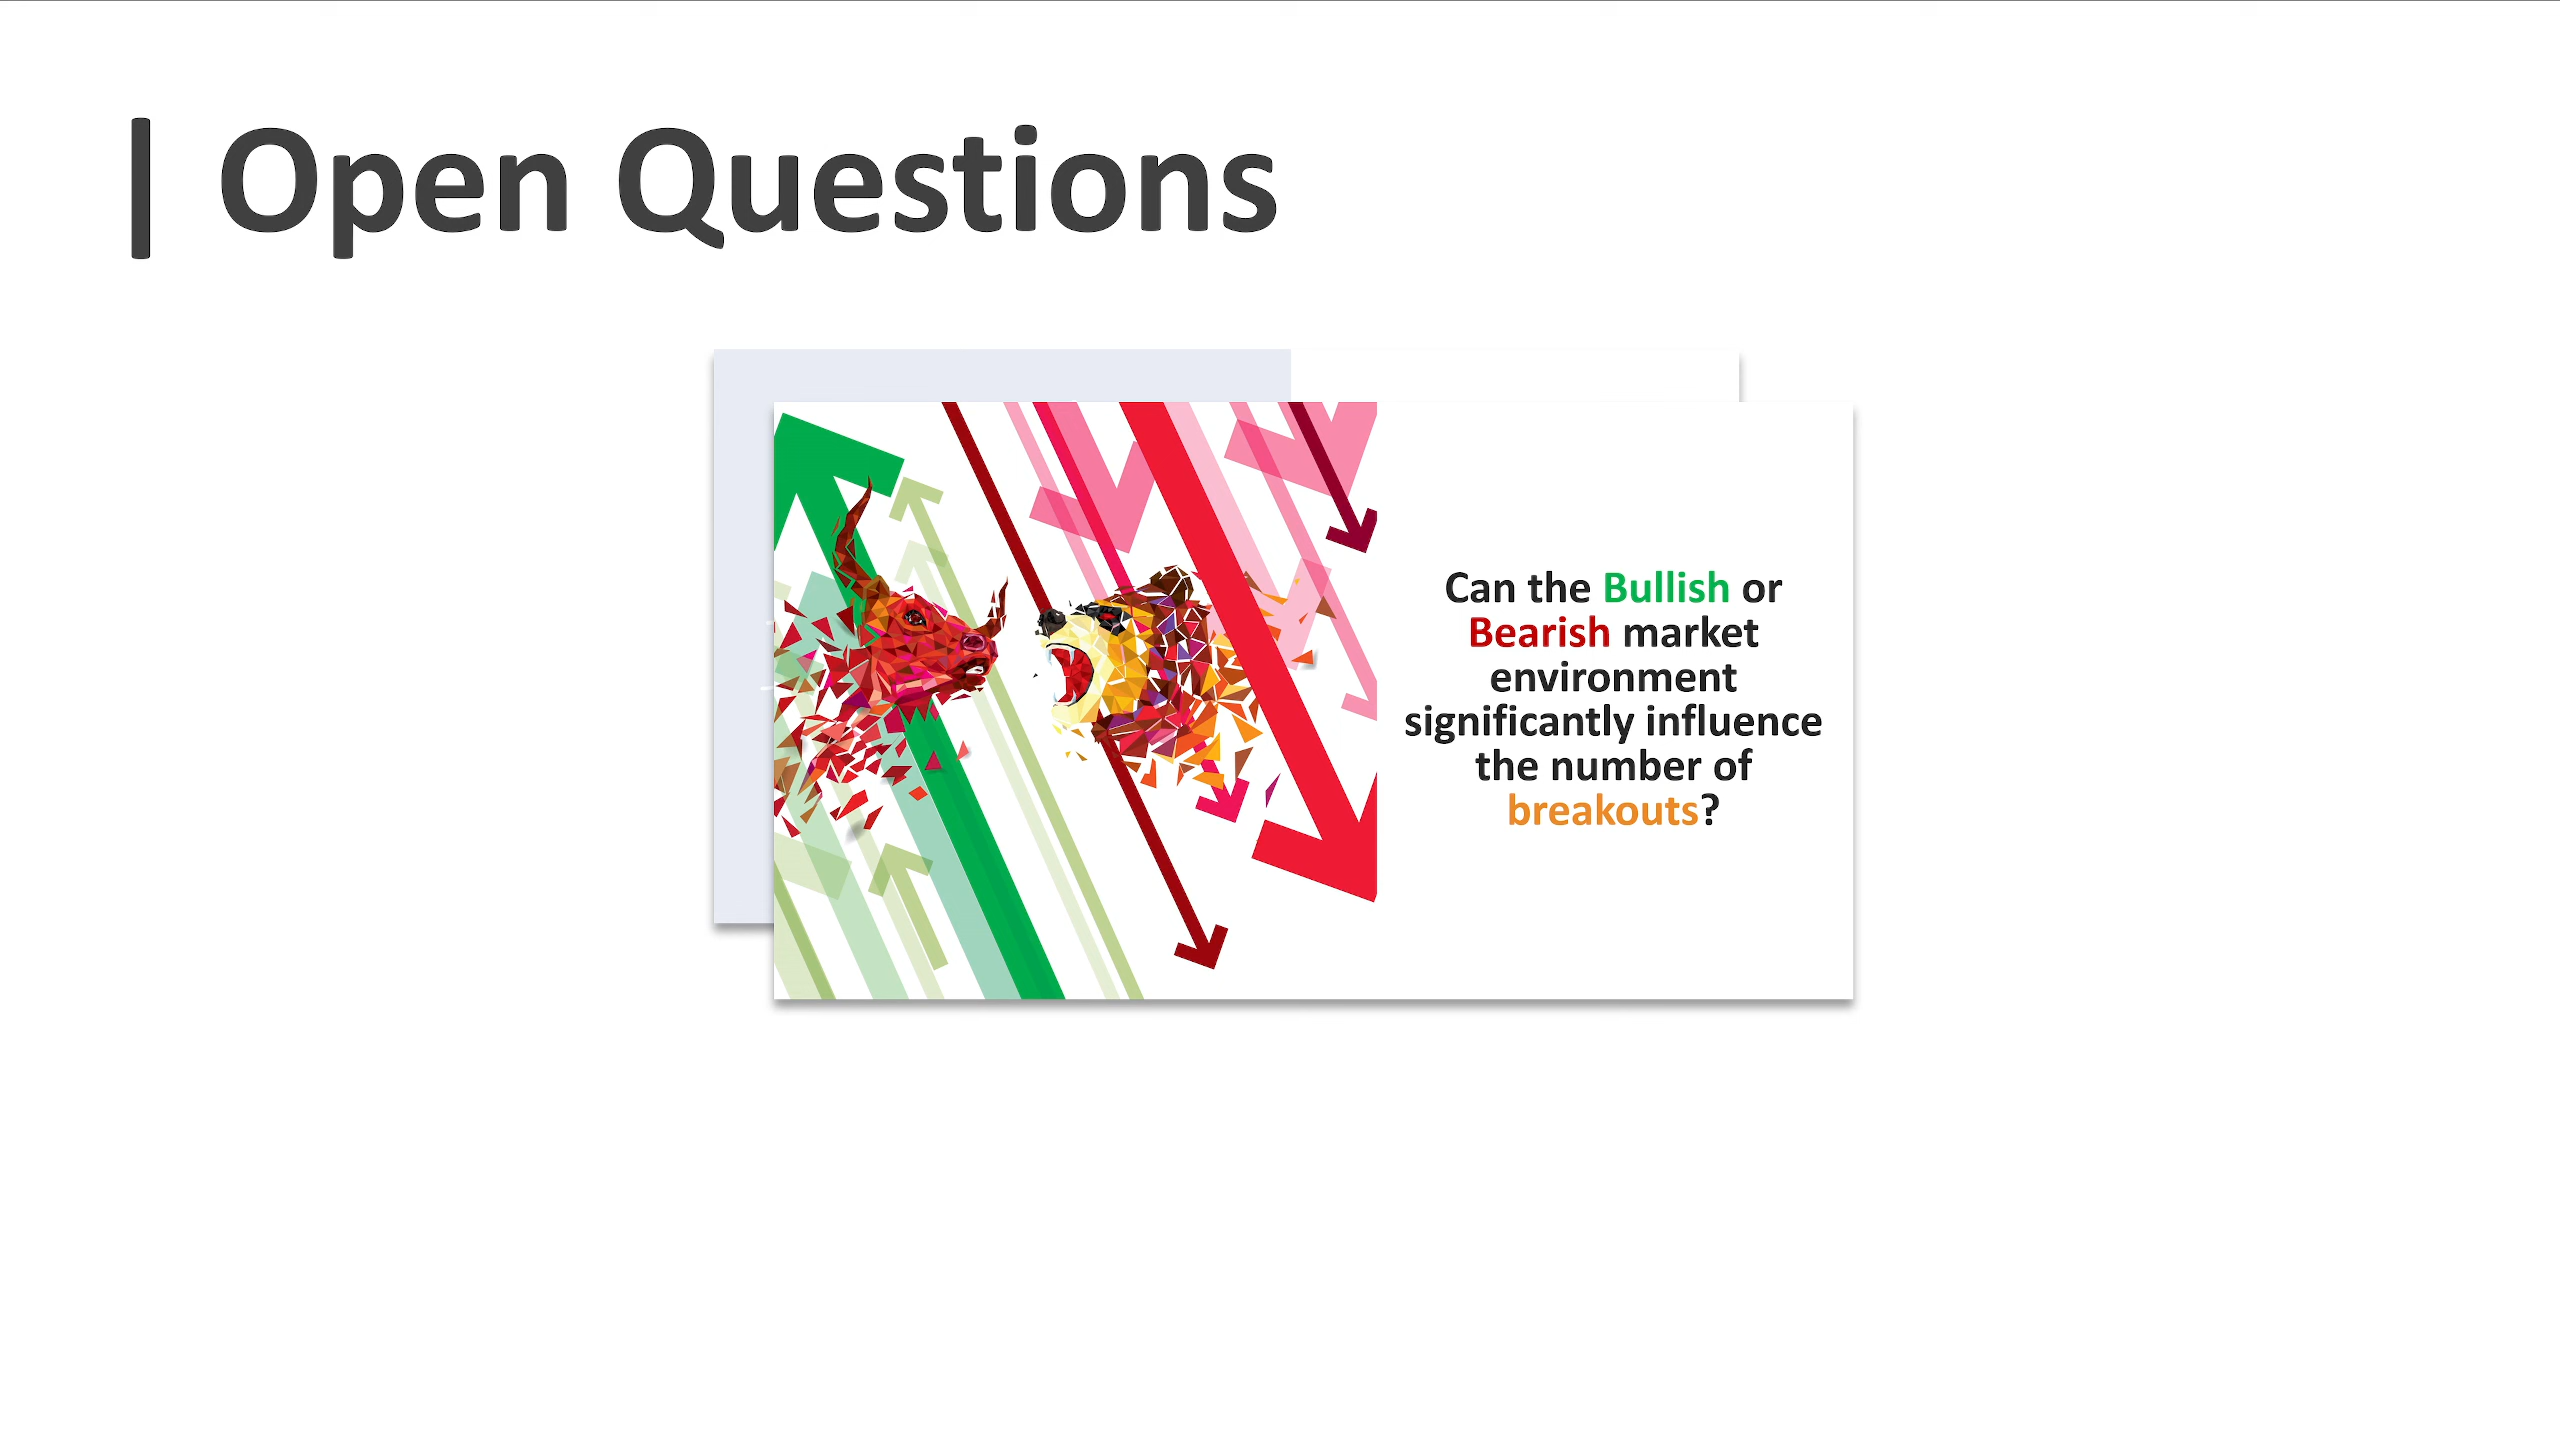 | Open Questions
Can the Bullish or
Bearish market
environment
significantly influence
the number of
breakouts?